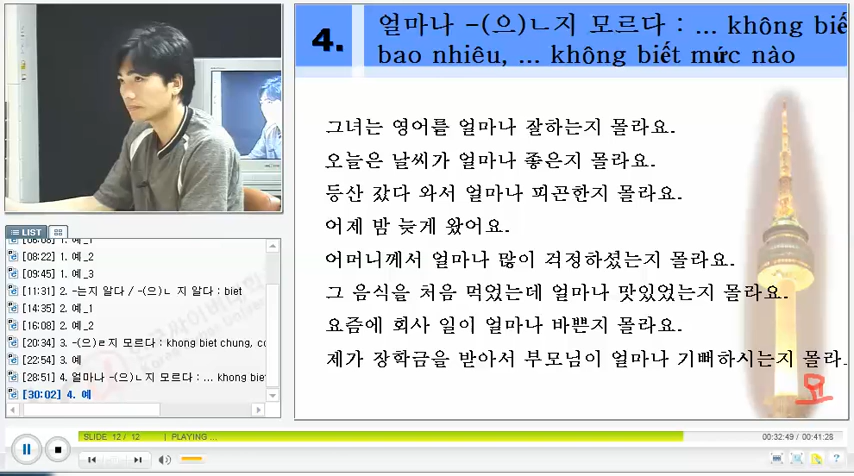 4.
얼마나 -(으)ㄴ지 모르다 : ... không biế
bao nhiêu, ... không biết mức nào
그녀는 영어를 얼마나 잘하는지 몰라요.
오늘은 날씨가 얼마나 좋은지 몰라요.
등산 갔다 와서 얼마나 피곤한지 몰라요.
어제 밤 늦게 왔어요.
어머니께서 얼마나 많이 걱정하셨는지 몰라요.
그 음식을 처음 먹었는데 얼마나 맛있었는지 몰라요.
요즘에 회사 일이 얼마나 바쁜지 몰라요.
제가 장학금을 받아서 부모님이 얼마나 기뻐하시는지 몰라.
요
LIST
[06:08] 1. 예_1
[08:22] 1. 예_2
[09:45] 1. 예_3
[11:31] 2. -는지 알다 / -(으)ㄴ 지 알다 : biet
[14:35] 2. 예_1
[16:08] 2. 예_2
[20:34] 3. -(으)ㄹ지 모르다 : khong biet chung, co
[22:54] 3. 예
[28:51] 4. 얼마나 -(으)ㄴ지 모르다 : ... khong biet
[30:02] 4. 예
SLIDE 12 / 12
PLAYING ...
00:32:49 / 00:41:28